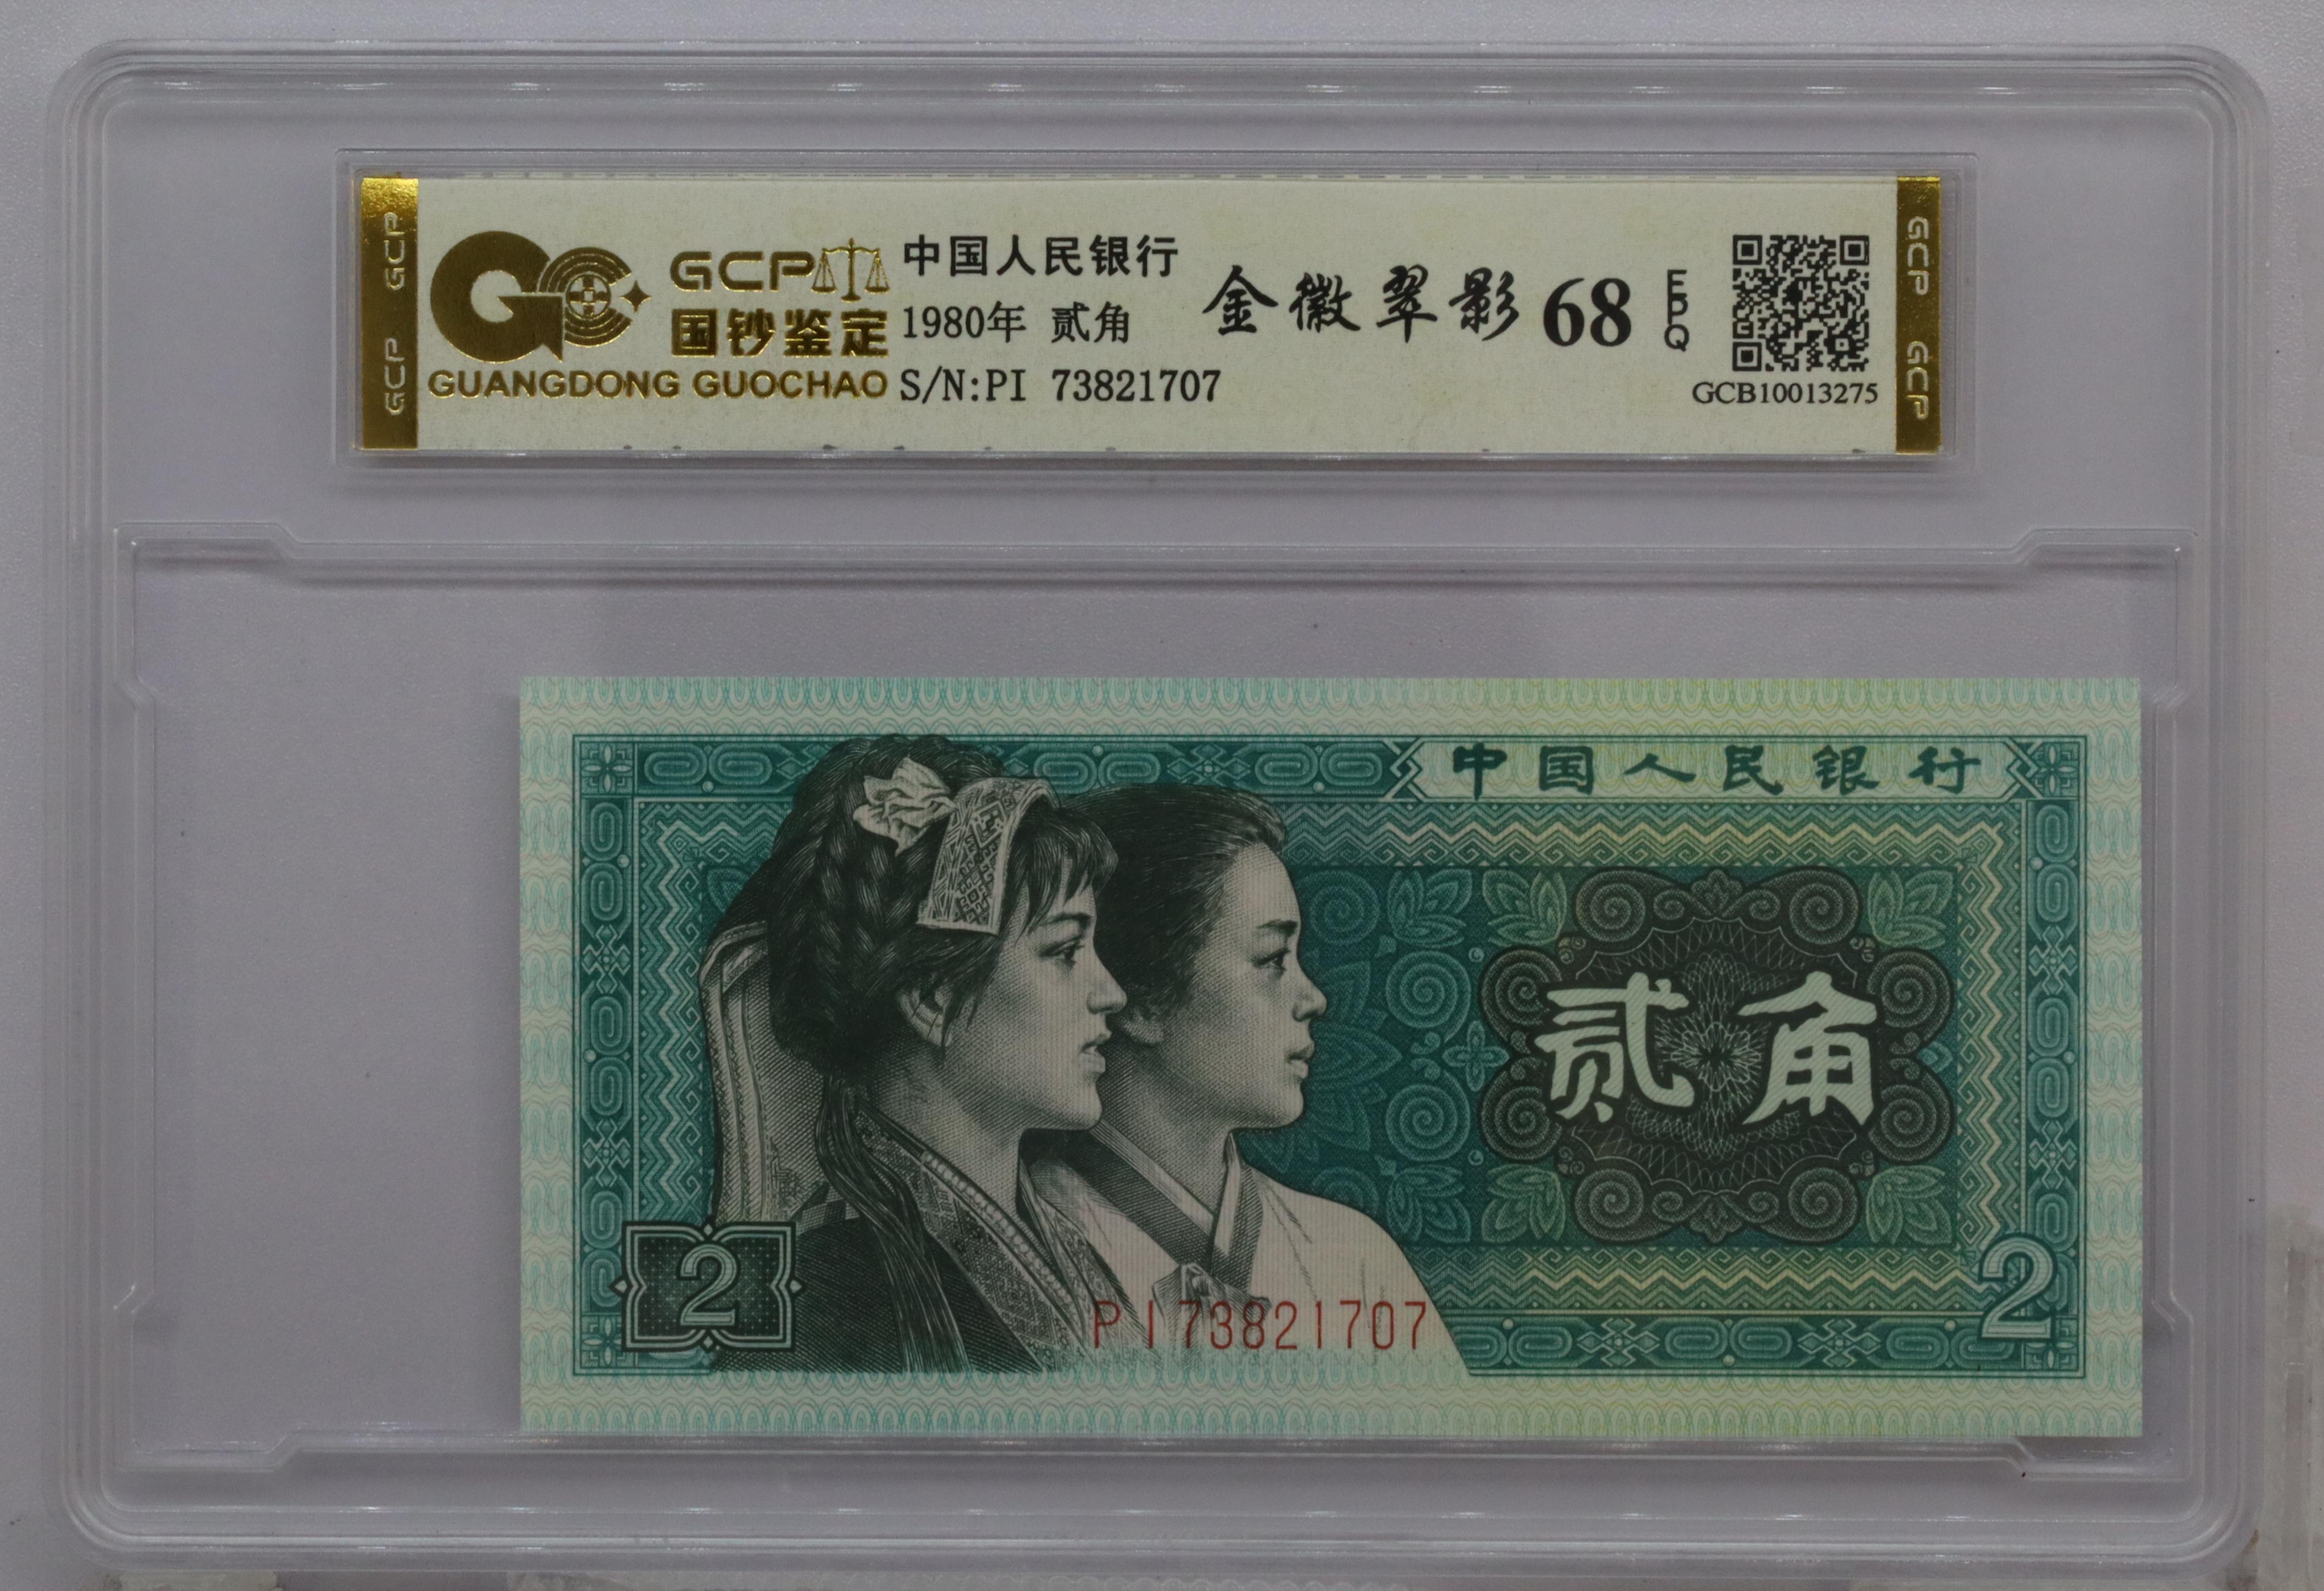 GCP GCP
GCP
国钞鉴定
GUANGDONG GUOCHAO
中国人民银行
1980年 贰角
S/N:PI 73821707
金徽翠影 68 EPQ
GCB10013275
GCP GCP
中国人民银行
贰角
2
PI73821707
2